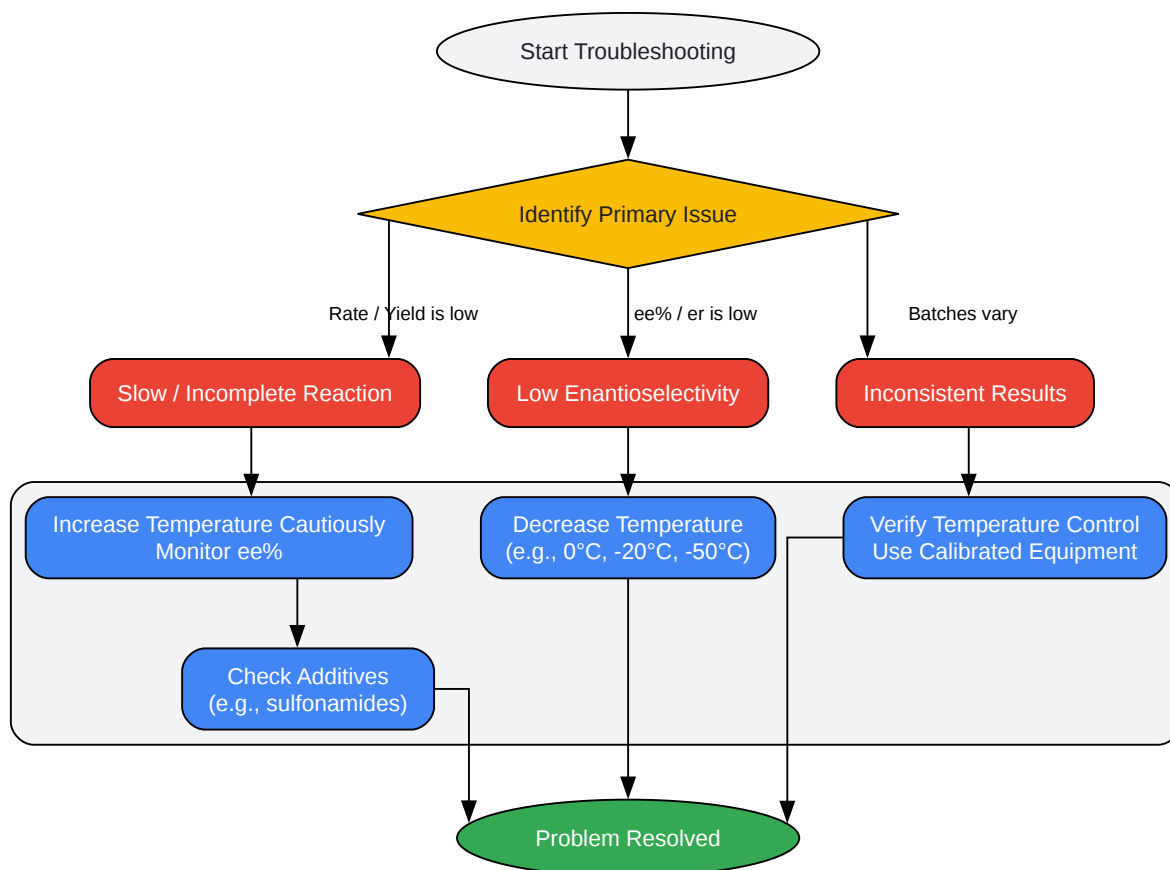 Start Troubleshooting
Identify Primary Issue
Rate / Yield is low
ee% / er is low
Batches vary
Slow / Incomplete Reaction
Low Enantioselectivity
Inconsistent Results
Increase Temperature Cautiously
Monitor ee%
Decrease Temperature
(e.g., 0°C, -20°C, -50°C)
Verify Temperature Control
Use Calibrated Equipment
Check Additives
(e.g., sulfonamides)
Problem Resolved